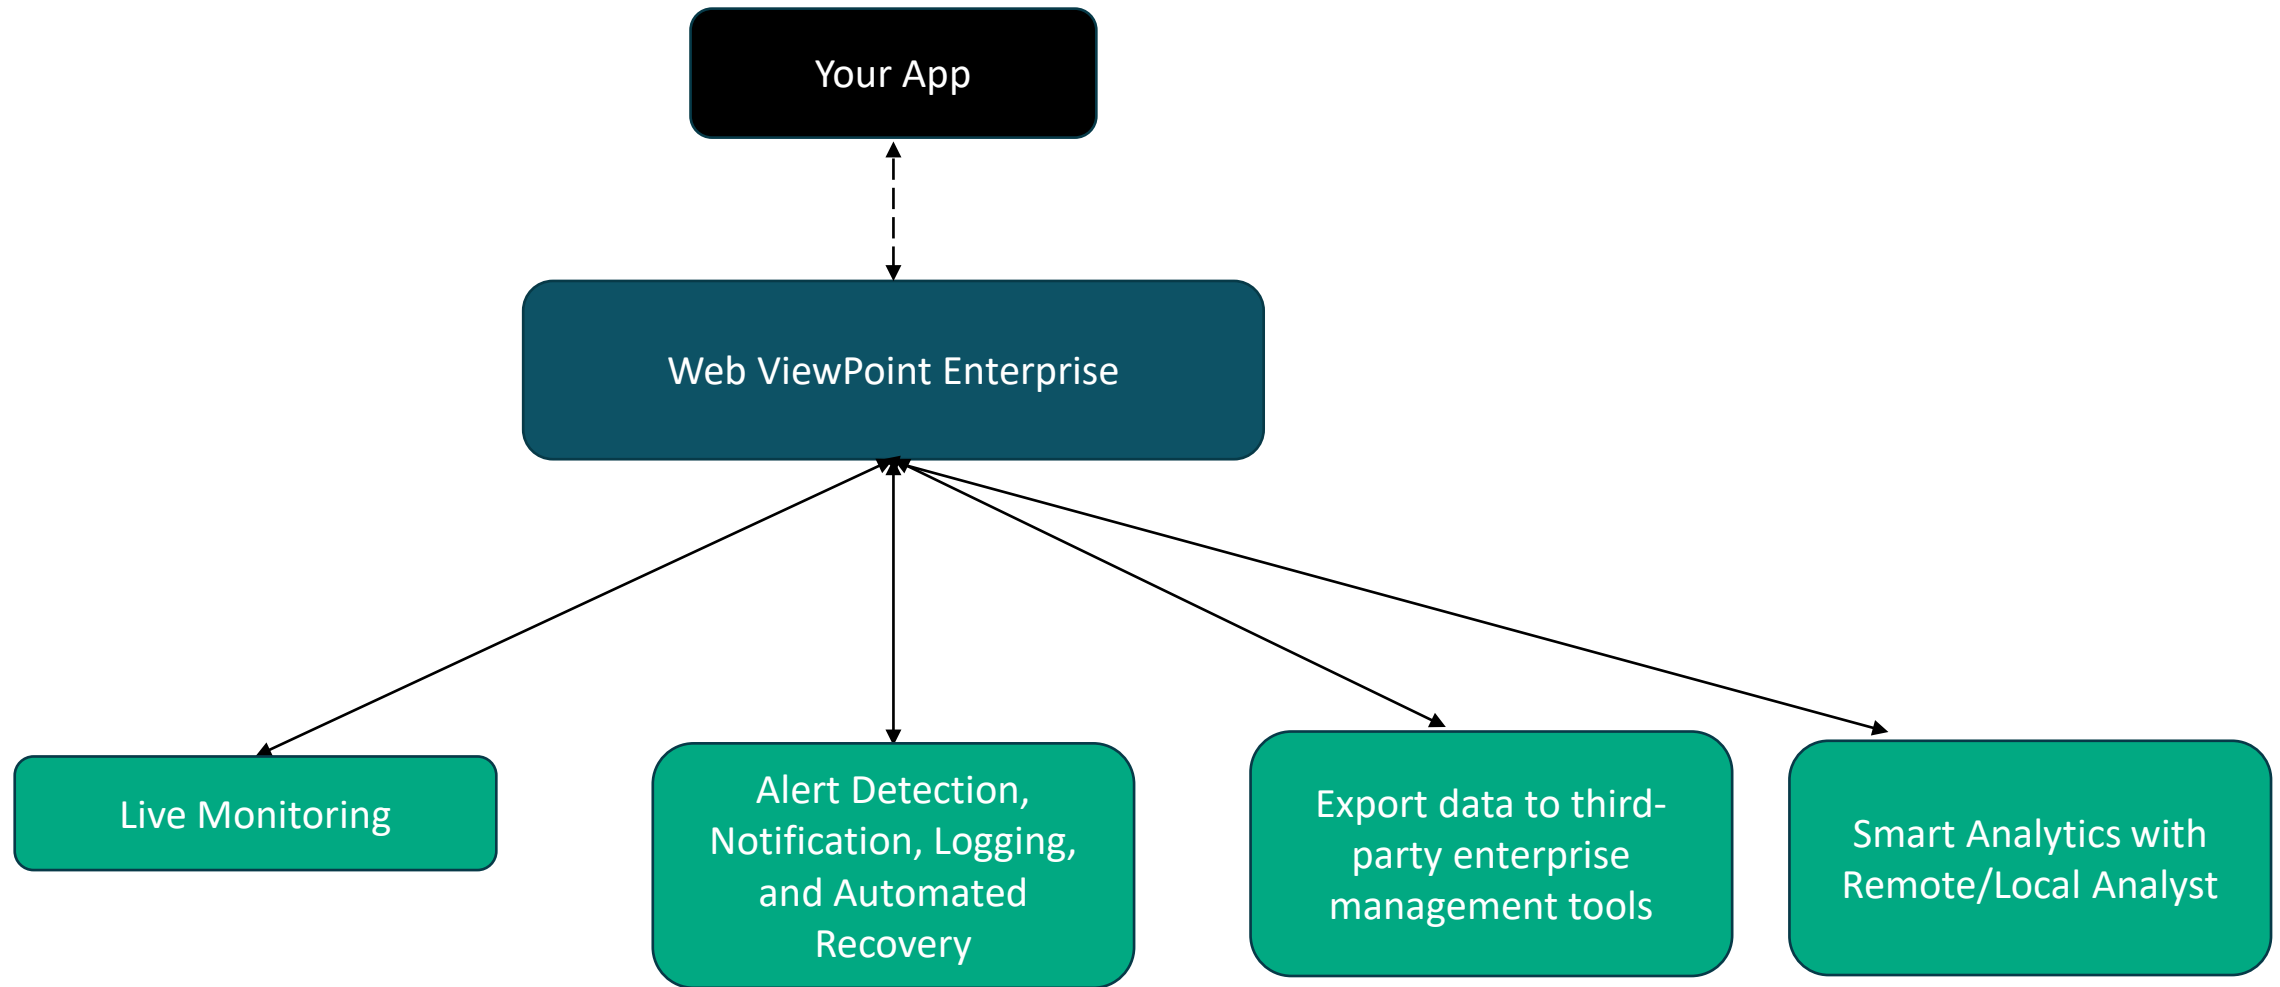 Your App
Web ViewPoint Enterprise
Live Monitoring
Alert Detection,
Notification, Logging,
and Automated
Recovery
Export data to third-
party enterprise
management tools
Smart Analytics with
Remote/Local Analyst